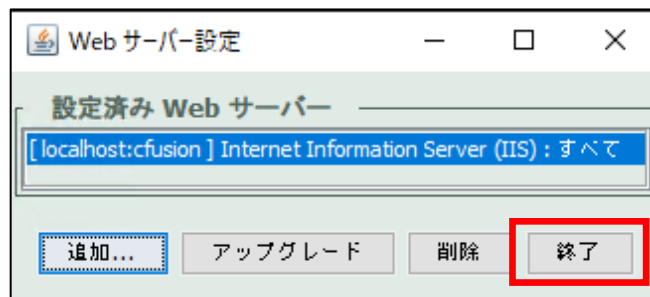 Web サーバー設定
設定済み Web サーバー
[ localhost:cfusion ] Internet Information Server (IIS) : すべて
追加... アップグレード 削除 終了